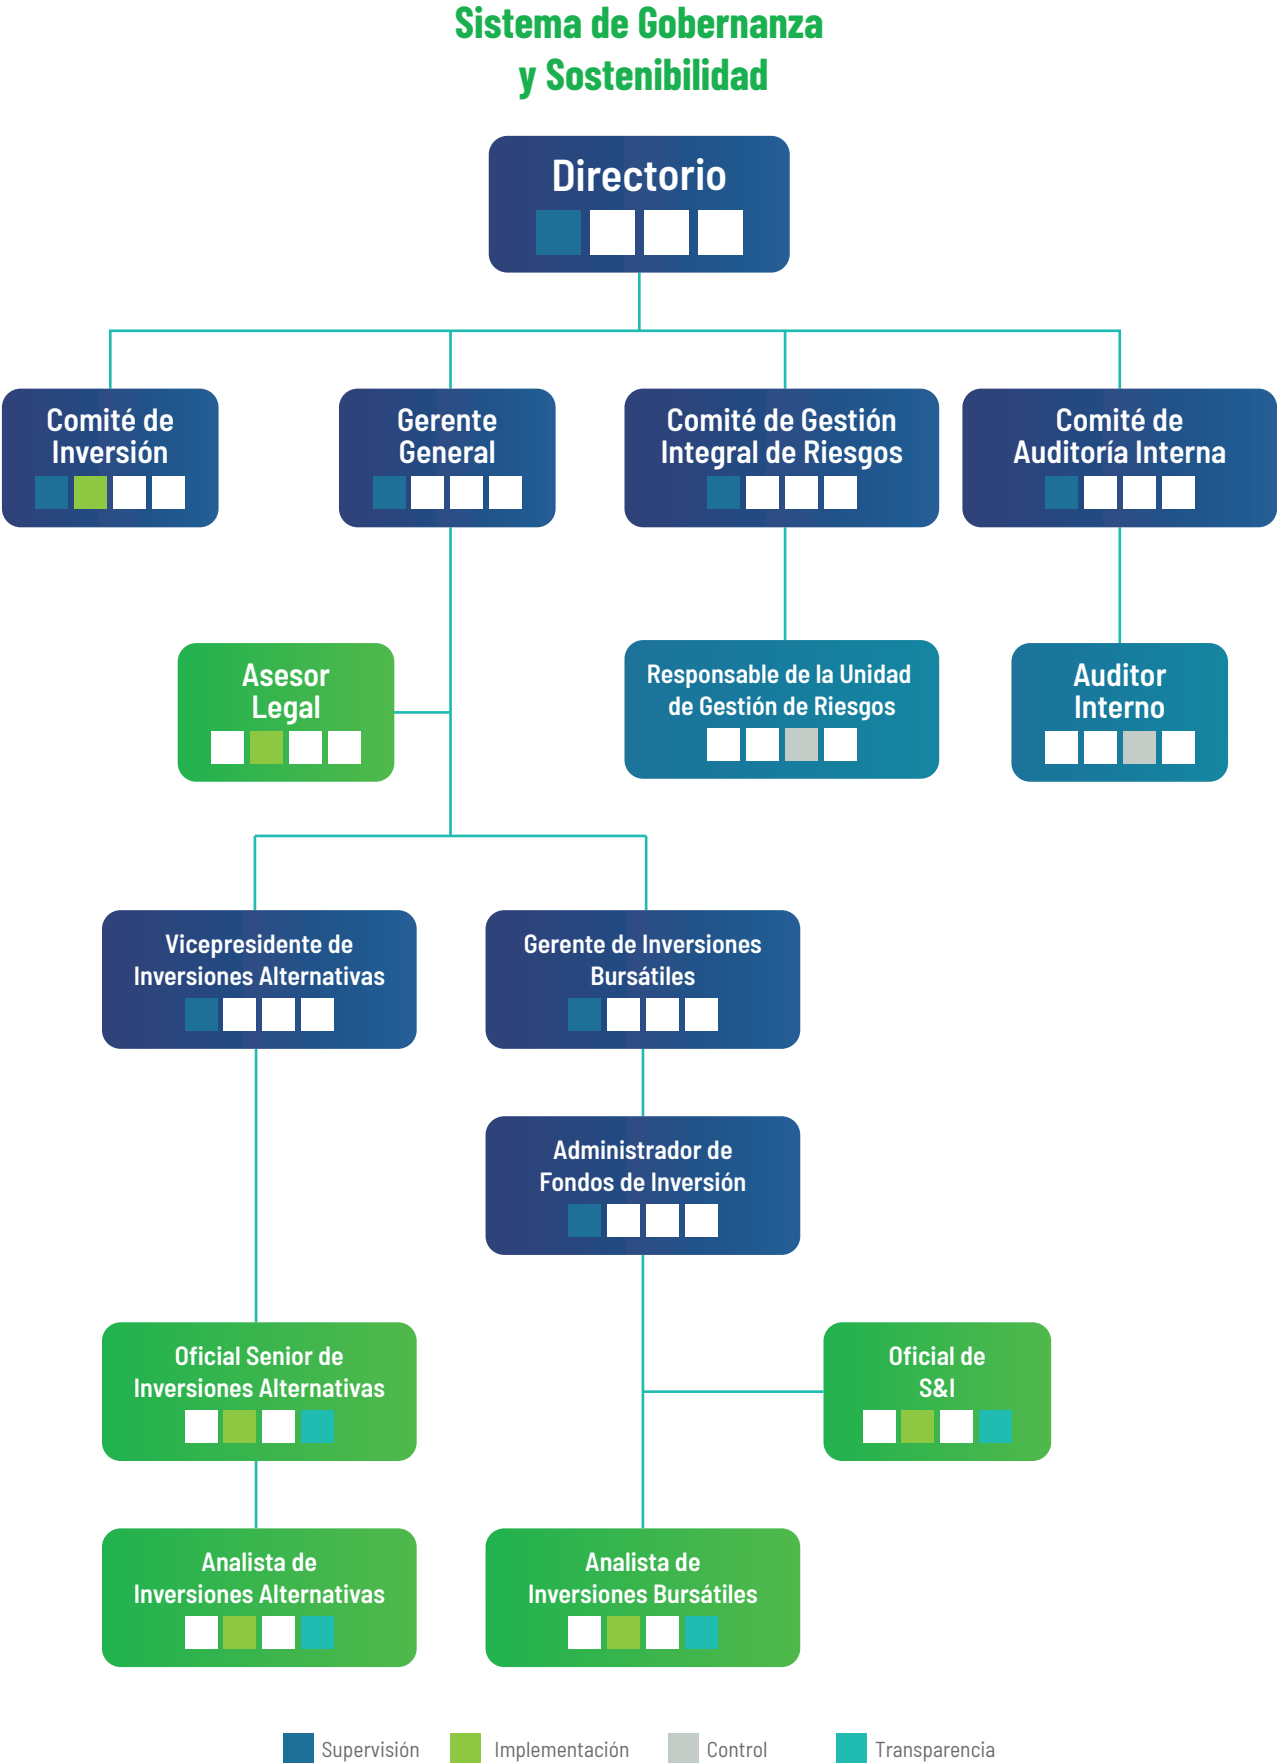 Sistema de Gobernanza
y Sostenibilidad
Directorio
Comité de
Inversión
Gerente
General
Comité de Gestión
Integral de Riesgos
Comité de
Auditoría Interna
Asesor
Legal
Responsable de la Unidad
de Gestión de Riesgos
Auditor
Interno
Vicepresidente de
Inversiones Alternativas
Gerente de Inversiones
Bursátiles
Administrador de
Fondos de Inversión
Oficial Senior de
Inversiones Alternativas
Oficial de
S&I
Analista de
Inversiones Alternativas
Analista de
Inversiones Bursátiles
Supervisión
Implementación
Control
Transparencia